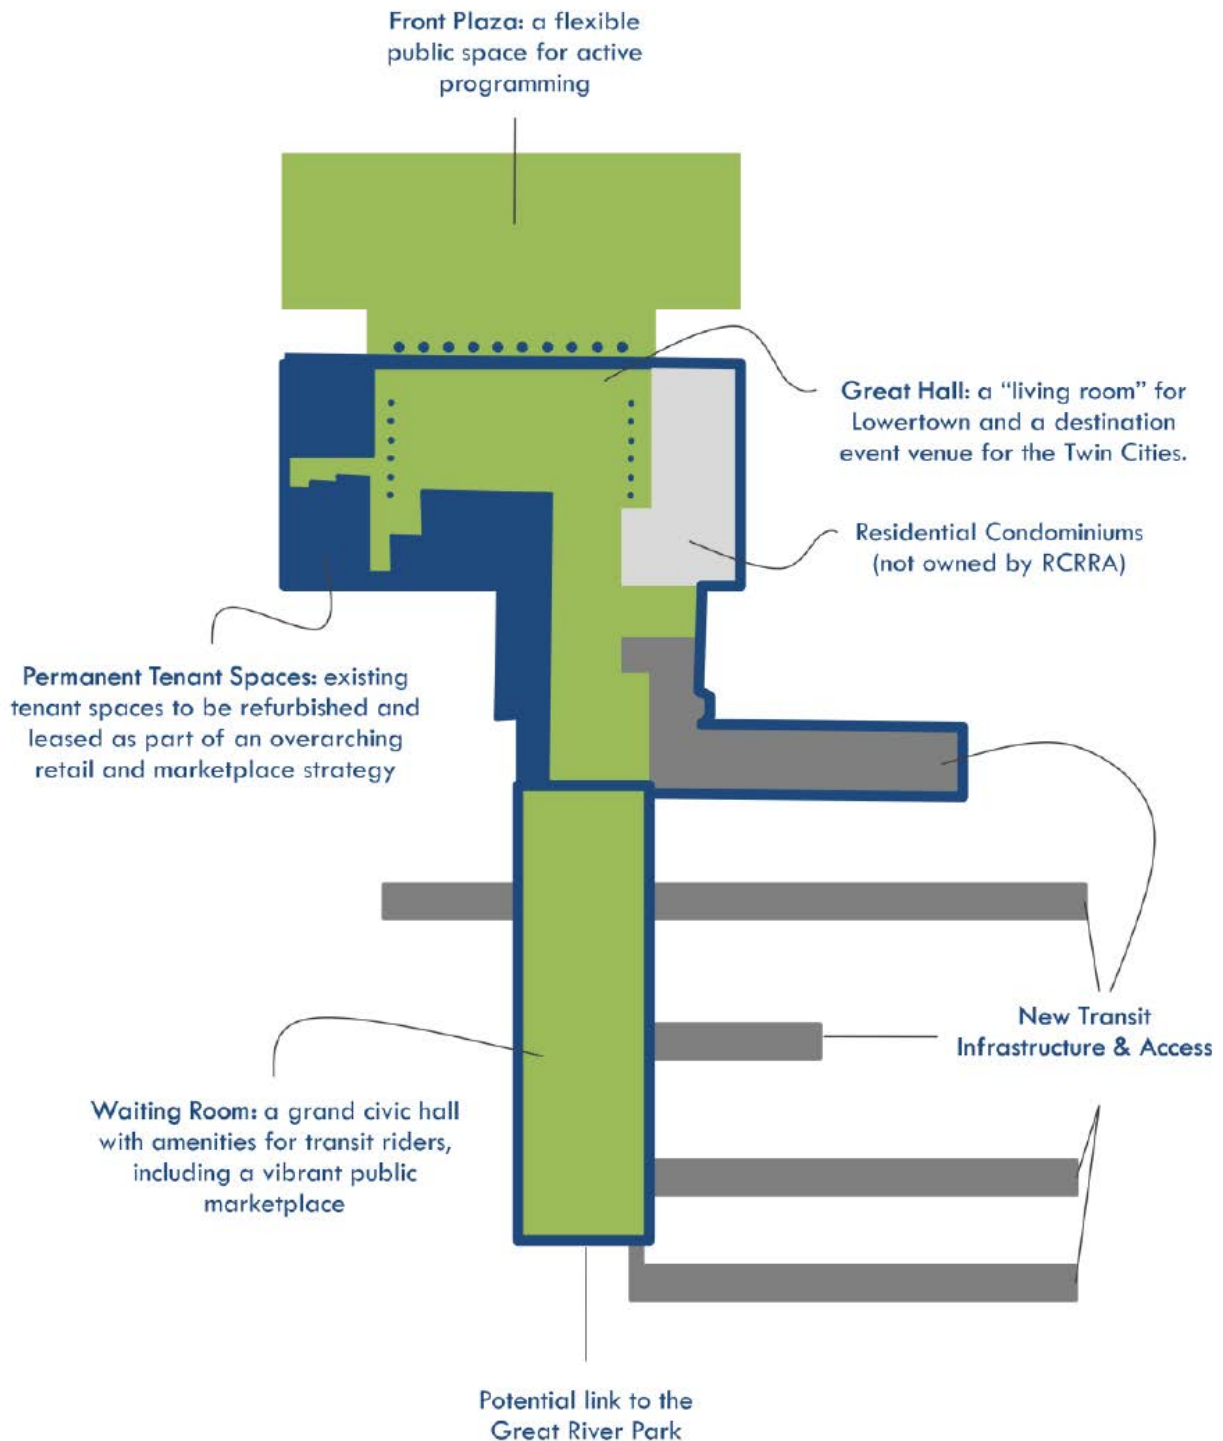 Front Plaza: a flexible
public space for active
programming
Great Hall: a “living room” for
Lowertown and a destination
event venue for the Twin Cities.
Residential Condominiums
(not owned by RCRRA)
Permanent Tenant Spaces: existing
tenant spaces to be refurbished and
leased as part of an overarching
retail and marketplace strategy
New Transit
Infrastructure & Access
Waiting Room: a grand civic hall
with amenities for transit riders,
including a vibrant public
marketplace
Potential link to the
Great River Park